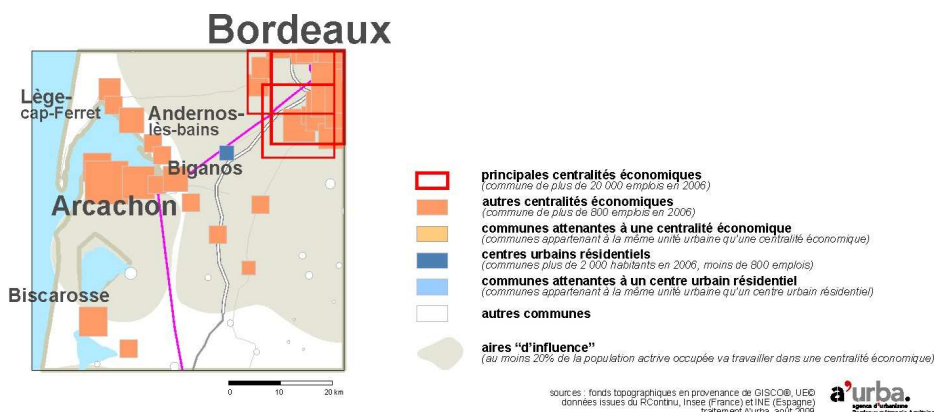 Bordeaux
Lège-
cap-Ferret
Andernos-
lès-bains
Biganos
Arcachon
Biscarosse
0 10 20 km
principales centralités économiques
(commune de plus de 20 000 emplois en 2006)
autres centralités économiques
(commune de plus de 800 emplois en 2006)
communes attenantes à une centralité économique
(communes appartenant à la même unité urbaine qu'une centralité économique)
centres urbains résidentiels
(communes plus de 2 000 habitants en 2006, moins de 800 emplois)
communes attenantes à un centre urbain résidentiel
(communes appartenant à la même unité urbaine qu'un centre urbain résidentiel)
autres communes
aires "d'influence"
(au moins 20% de la population actrive occupée va travailler dans une centralité économique)
sources : fonds topographiques en provenance de GISCO®, UE©
données issues du RContinu, Insee (France) et INE (Espagne)
traitement A'urba, août 2009
a'urba.
agence d'urbanisme